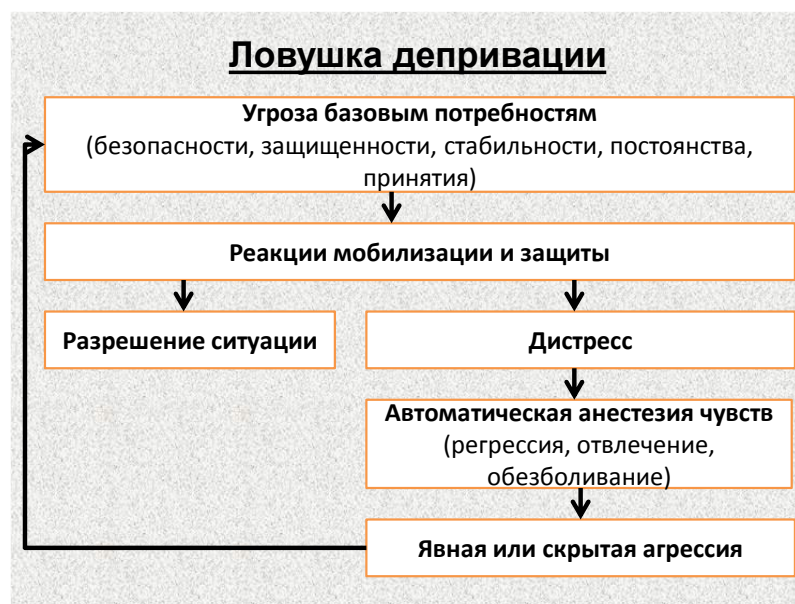 Ловушка депривации
Угроза базовым потребностям
(безопасности, защищенности, стабильности, постоянства,
принятия)
Реакции мобилизации и защиты
Разрешение ситуации
Дистресс
Автоматическая анестезия чувств
(регрессия, отвлечение,
обезболивание)
Явная или скрытая агрессия